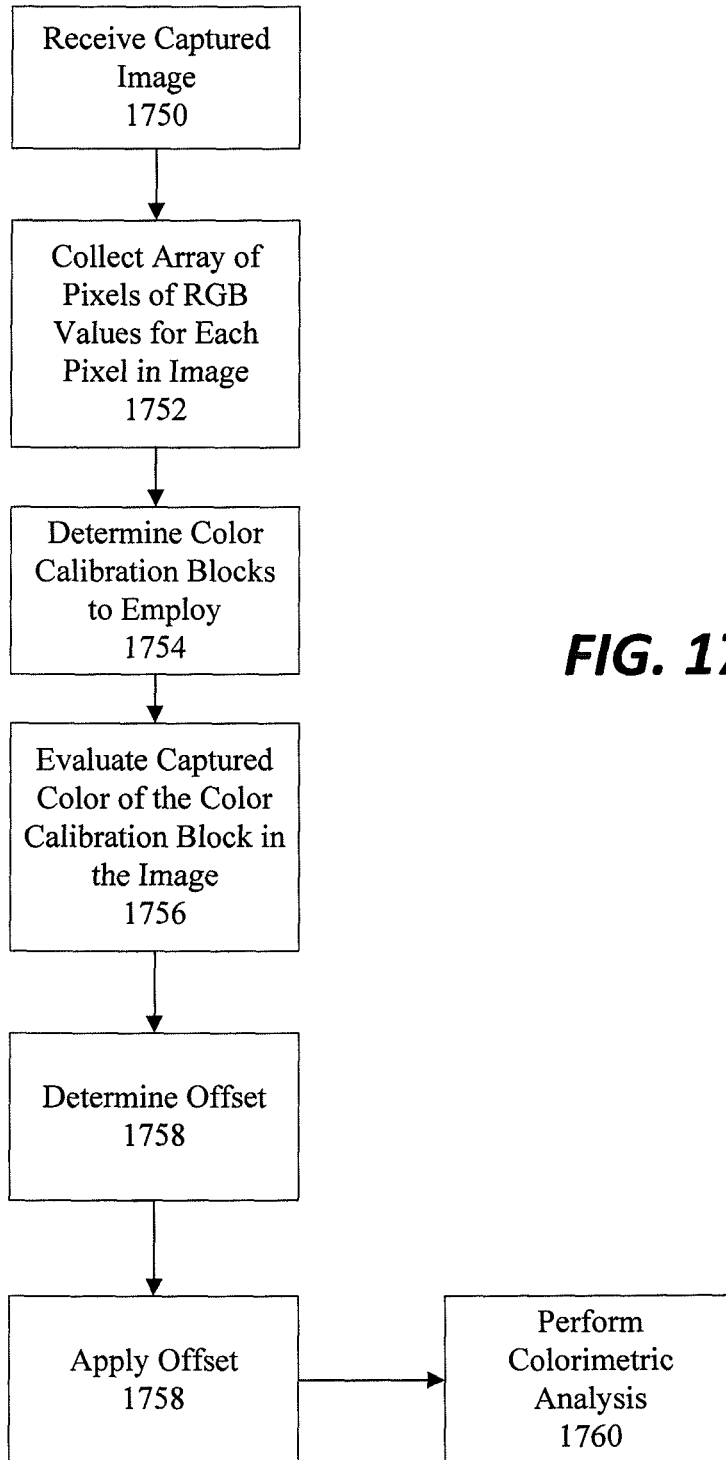 Receive Captured
Image
1750
Collect Array of
Pixels of RGB
Values for Each
Pixel in Image
1752
Determine Color
Calibration Blocks
to Employ
1754
FIG. 17
Evaluate Captured
Color of the Color
Calibration Block in
the Image
1756
Determine Offset
1758
Apply Offset
1758
Perform
Colorimetric
Analysis
1760